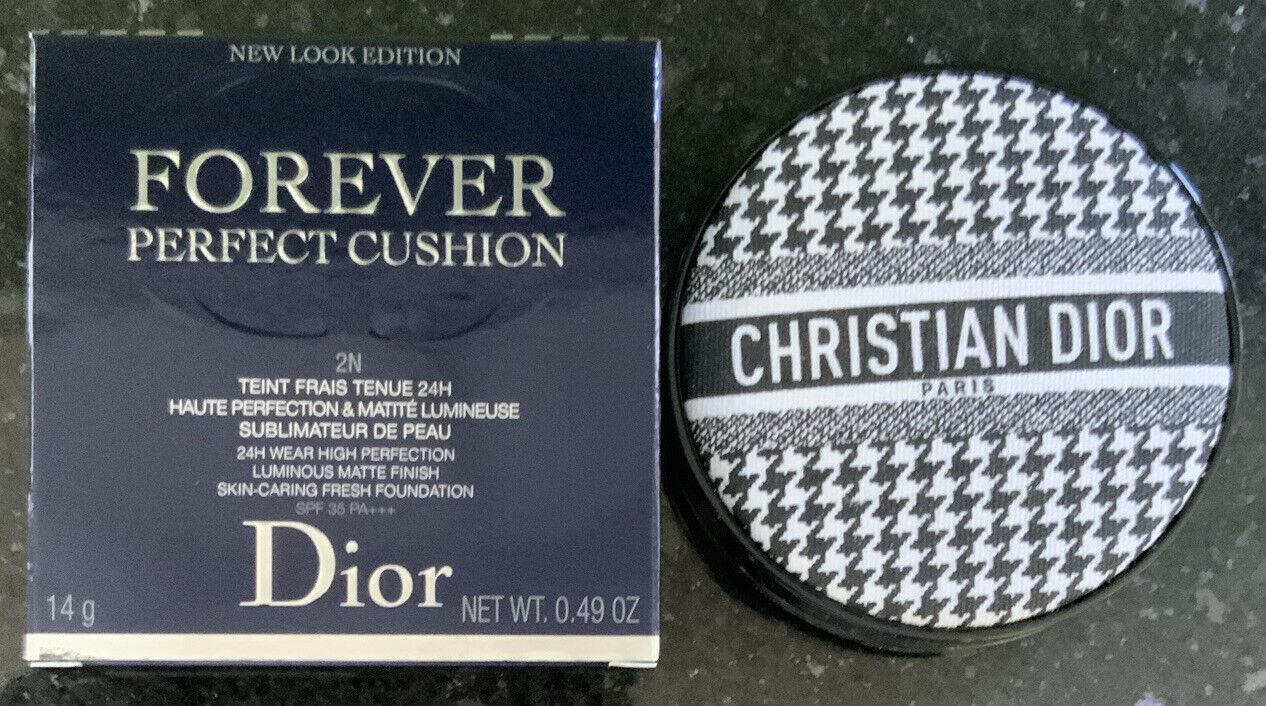 NEW LOOK EDITION
FOREVER
PERFECT CUSHION
2N
TEINT FRAIS TENUE 24H
HAUTE PERFECTION & MATITÉ LUMINEUSE
SUBLIMATEUR DE PEAU
24H WEAR HIGH PERFECTION
LUMINOUS MATTE FINISH
SKIN-CARING FRESH FOUNDATION
SPF 35 PA+++
Dior
14 g
NET WT. 0.49 OZ
CHRISTIAN DIOR
PARIS